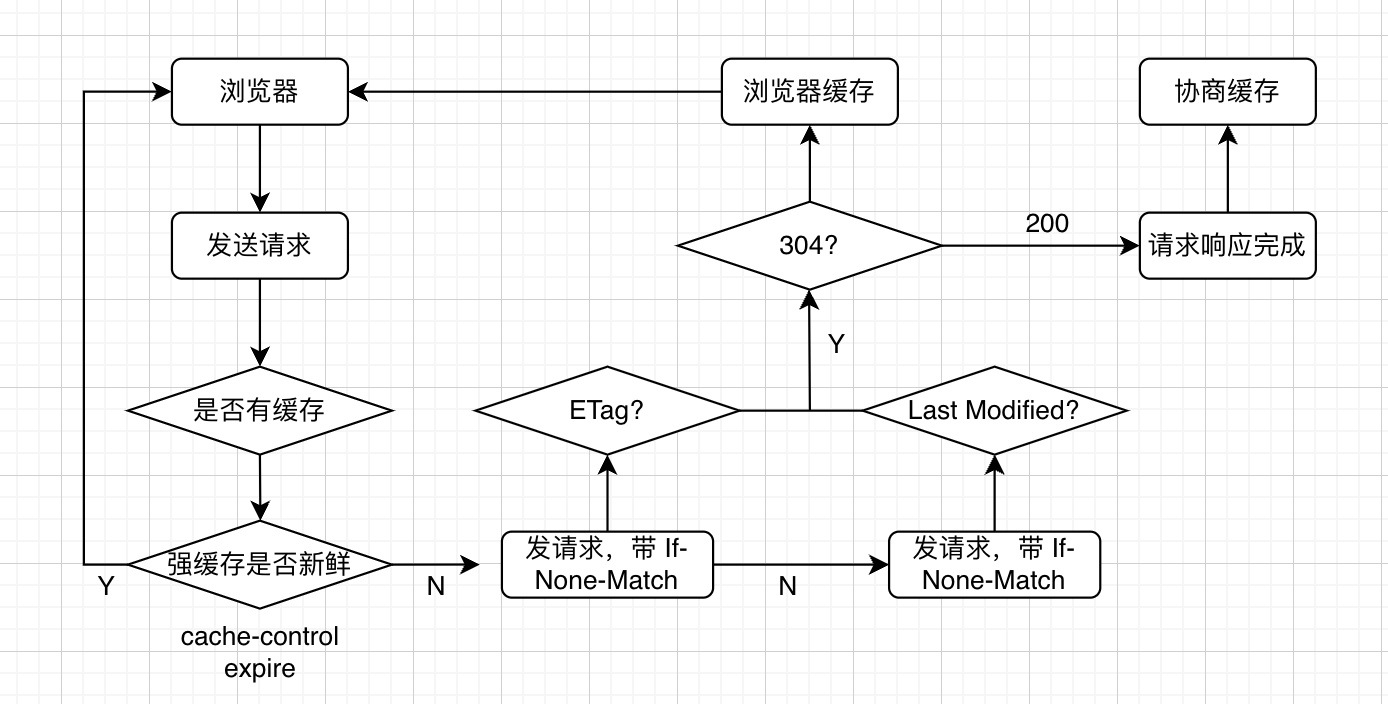 浏览器
浏览器缓存
协商缓存
发送请求
304?
200
请求响应完成
Y
是否有缓存
ETag?
Last Modified?
强缓存是否新鲜
Y
N
发请求，带 If-
None-Match
N
发请求，带 If-
None-Match
cache-control
expire